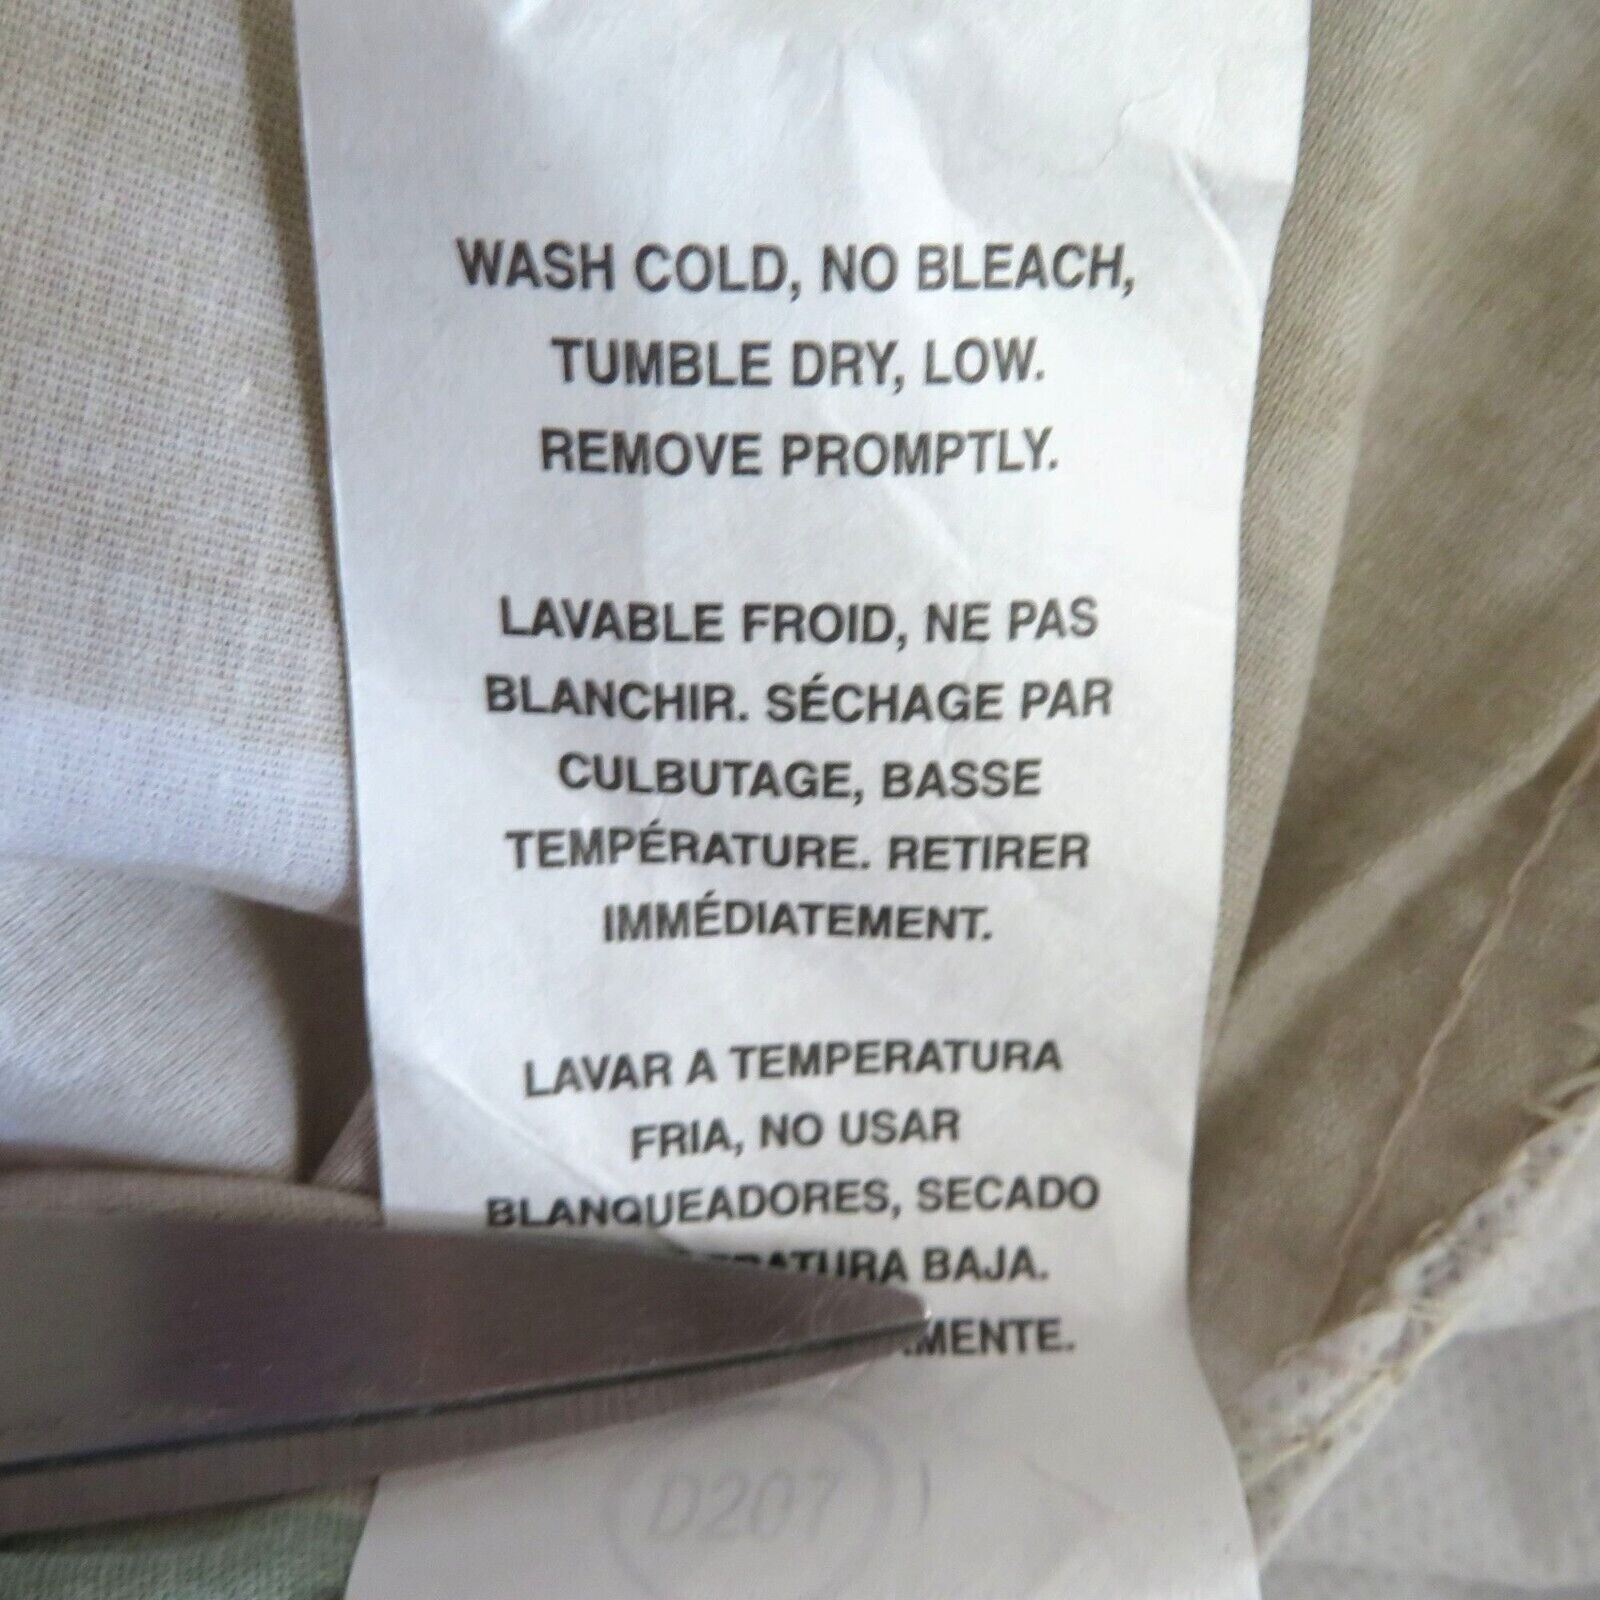 WASH COLD, NO BLEACH,
TUMBLE DRY, LOW.
REMOVE PROMPTLY.
LAVABLE FROID, NE PAS
BLANCHIR. SÉCHAGE PAR
CULBUTAGE, BASSE
TEMPÉRATURE. RETIRER
IMMÉDIATEMENT.
LAVAR A TEMPERATURA
FRIA, NO USAR
BLANQUEADORES, SECADO
BAJA.
D207